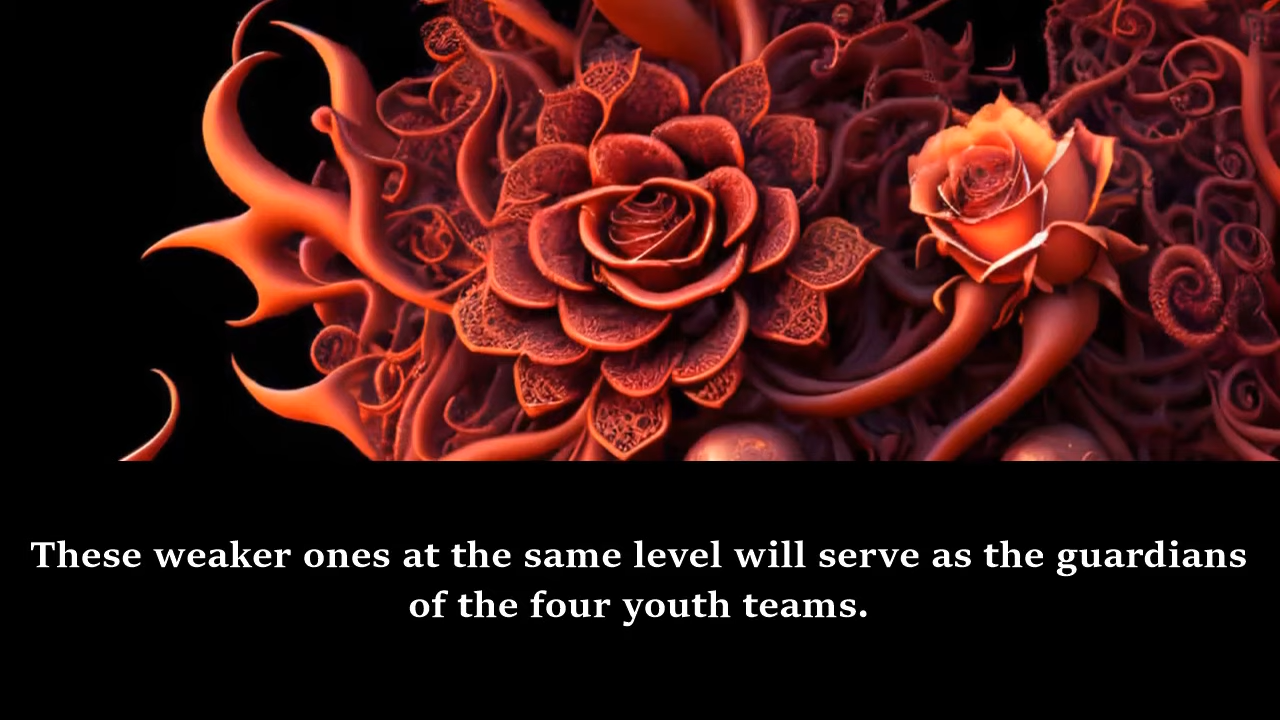 These weaker ones at the same level will serve as the guardians
of the four youth teams.